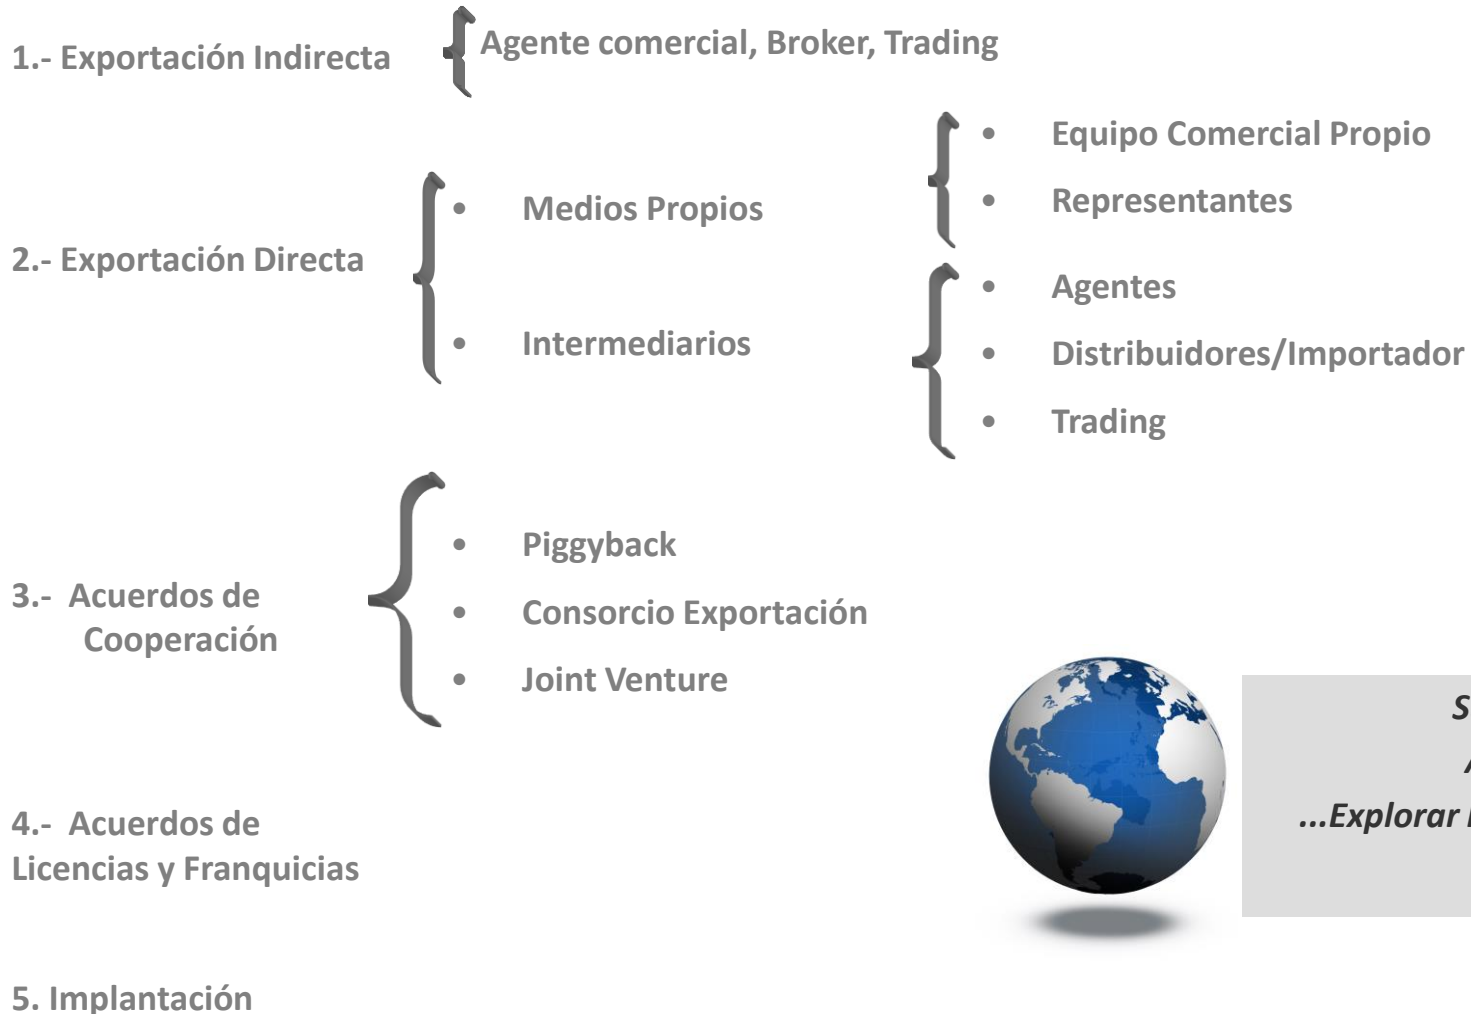 1.- Exportación Indirecta
Agente comercial, Broker, Trading
2.- Exportación Directa
• Medios Propios
• Equipo Comercial Propio
• Representantes
• Intermediarios
• Agentes
• Distribuidores/Importador
• Trading
3.- Acuerdos de
Cooperación
• Piggyback
• Consorcio Exportación
• Joint Venture
4.- Acuerdos de
Licencias y Franquicias
5. Implantación
...Explorar